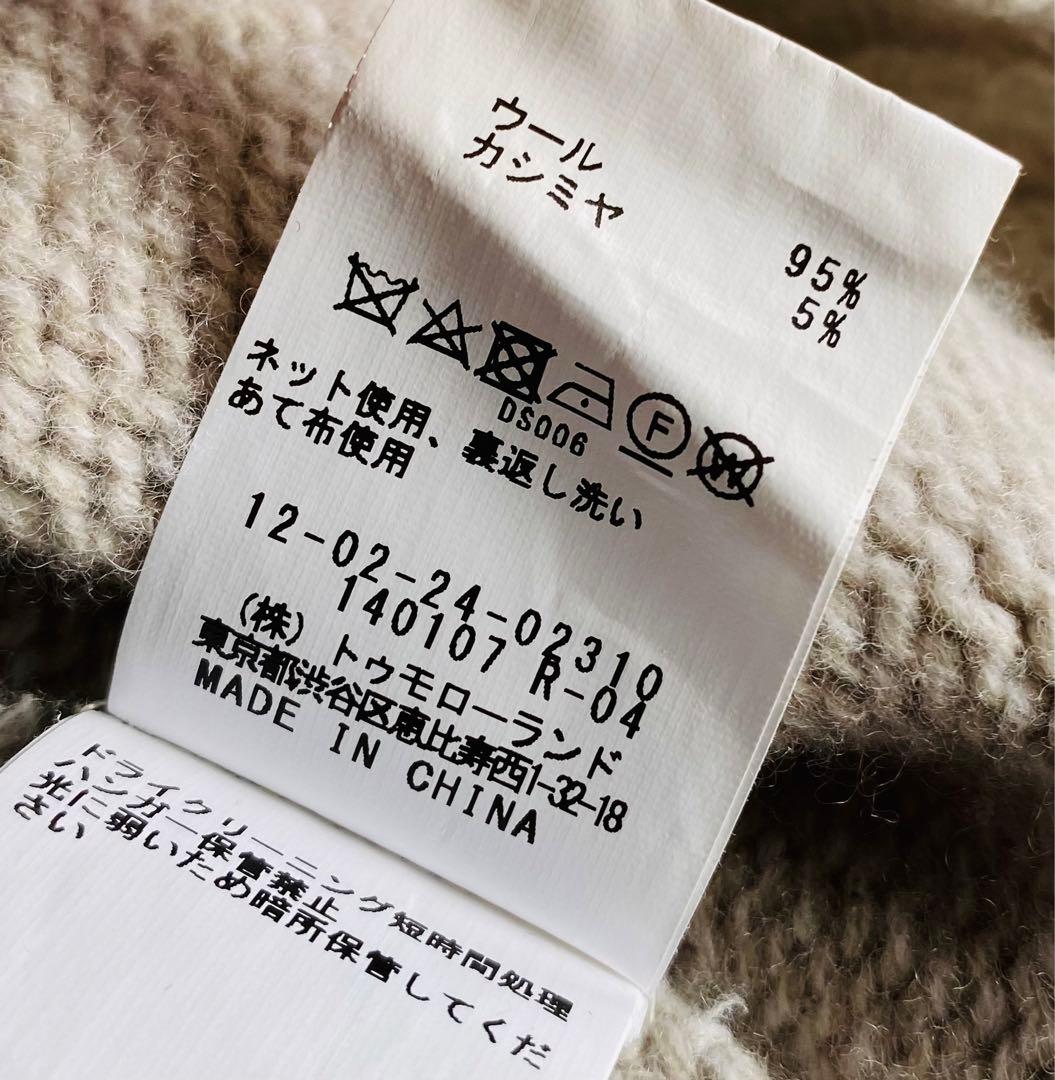 ウール 95%
カシミヤ 5%
F
W
DS006
ネット使用、裏返し洗い
あて布使用
12-02-24-02310
140107 R-04
(株)トゥモローランド
東京都渋谷区恵比寿西1-32-18
MADE IN CHINA
ドライクリーニング短時間処理
ハンガー保管禁止
光に弱いため暗所保管してくだ
さい